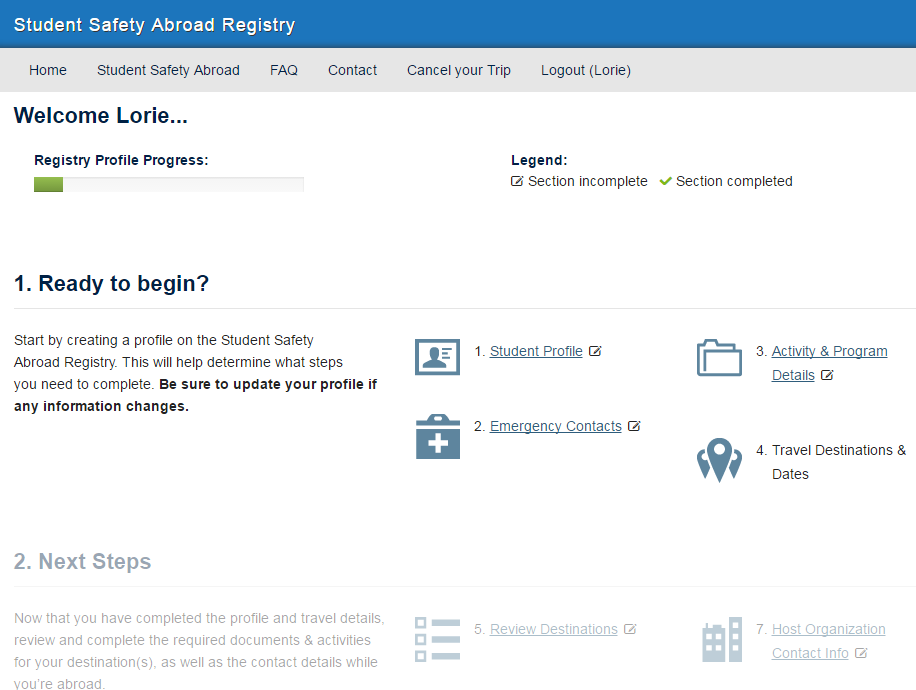 Student Safety Abroad Registry
Home Student Safety Abroad FAQ Contact Cancel your Trip Logout (Lorie)
Welcome Lorie...
Registry Profile Progress:
Legend:
Section incomplete Section completed
1. Ready to begin?
Start by creating a profile on the Student Safety
Abroad Registry. This will help determine what steps
you need to complete. Be sure to update your profile if
any information changes.
1. Student Profile
2. Emergency Contacts
3. Activity & Program
Details
4. Travel Destinations &
Dates
2. Next Steps
Now that you have completed the profile and travel details,
review and complete the required documents & activities
for your destination(s), as well as the contact details while
you're abroad.
5. Review Destinations
7. Host Organization
Contact Info